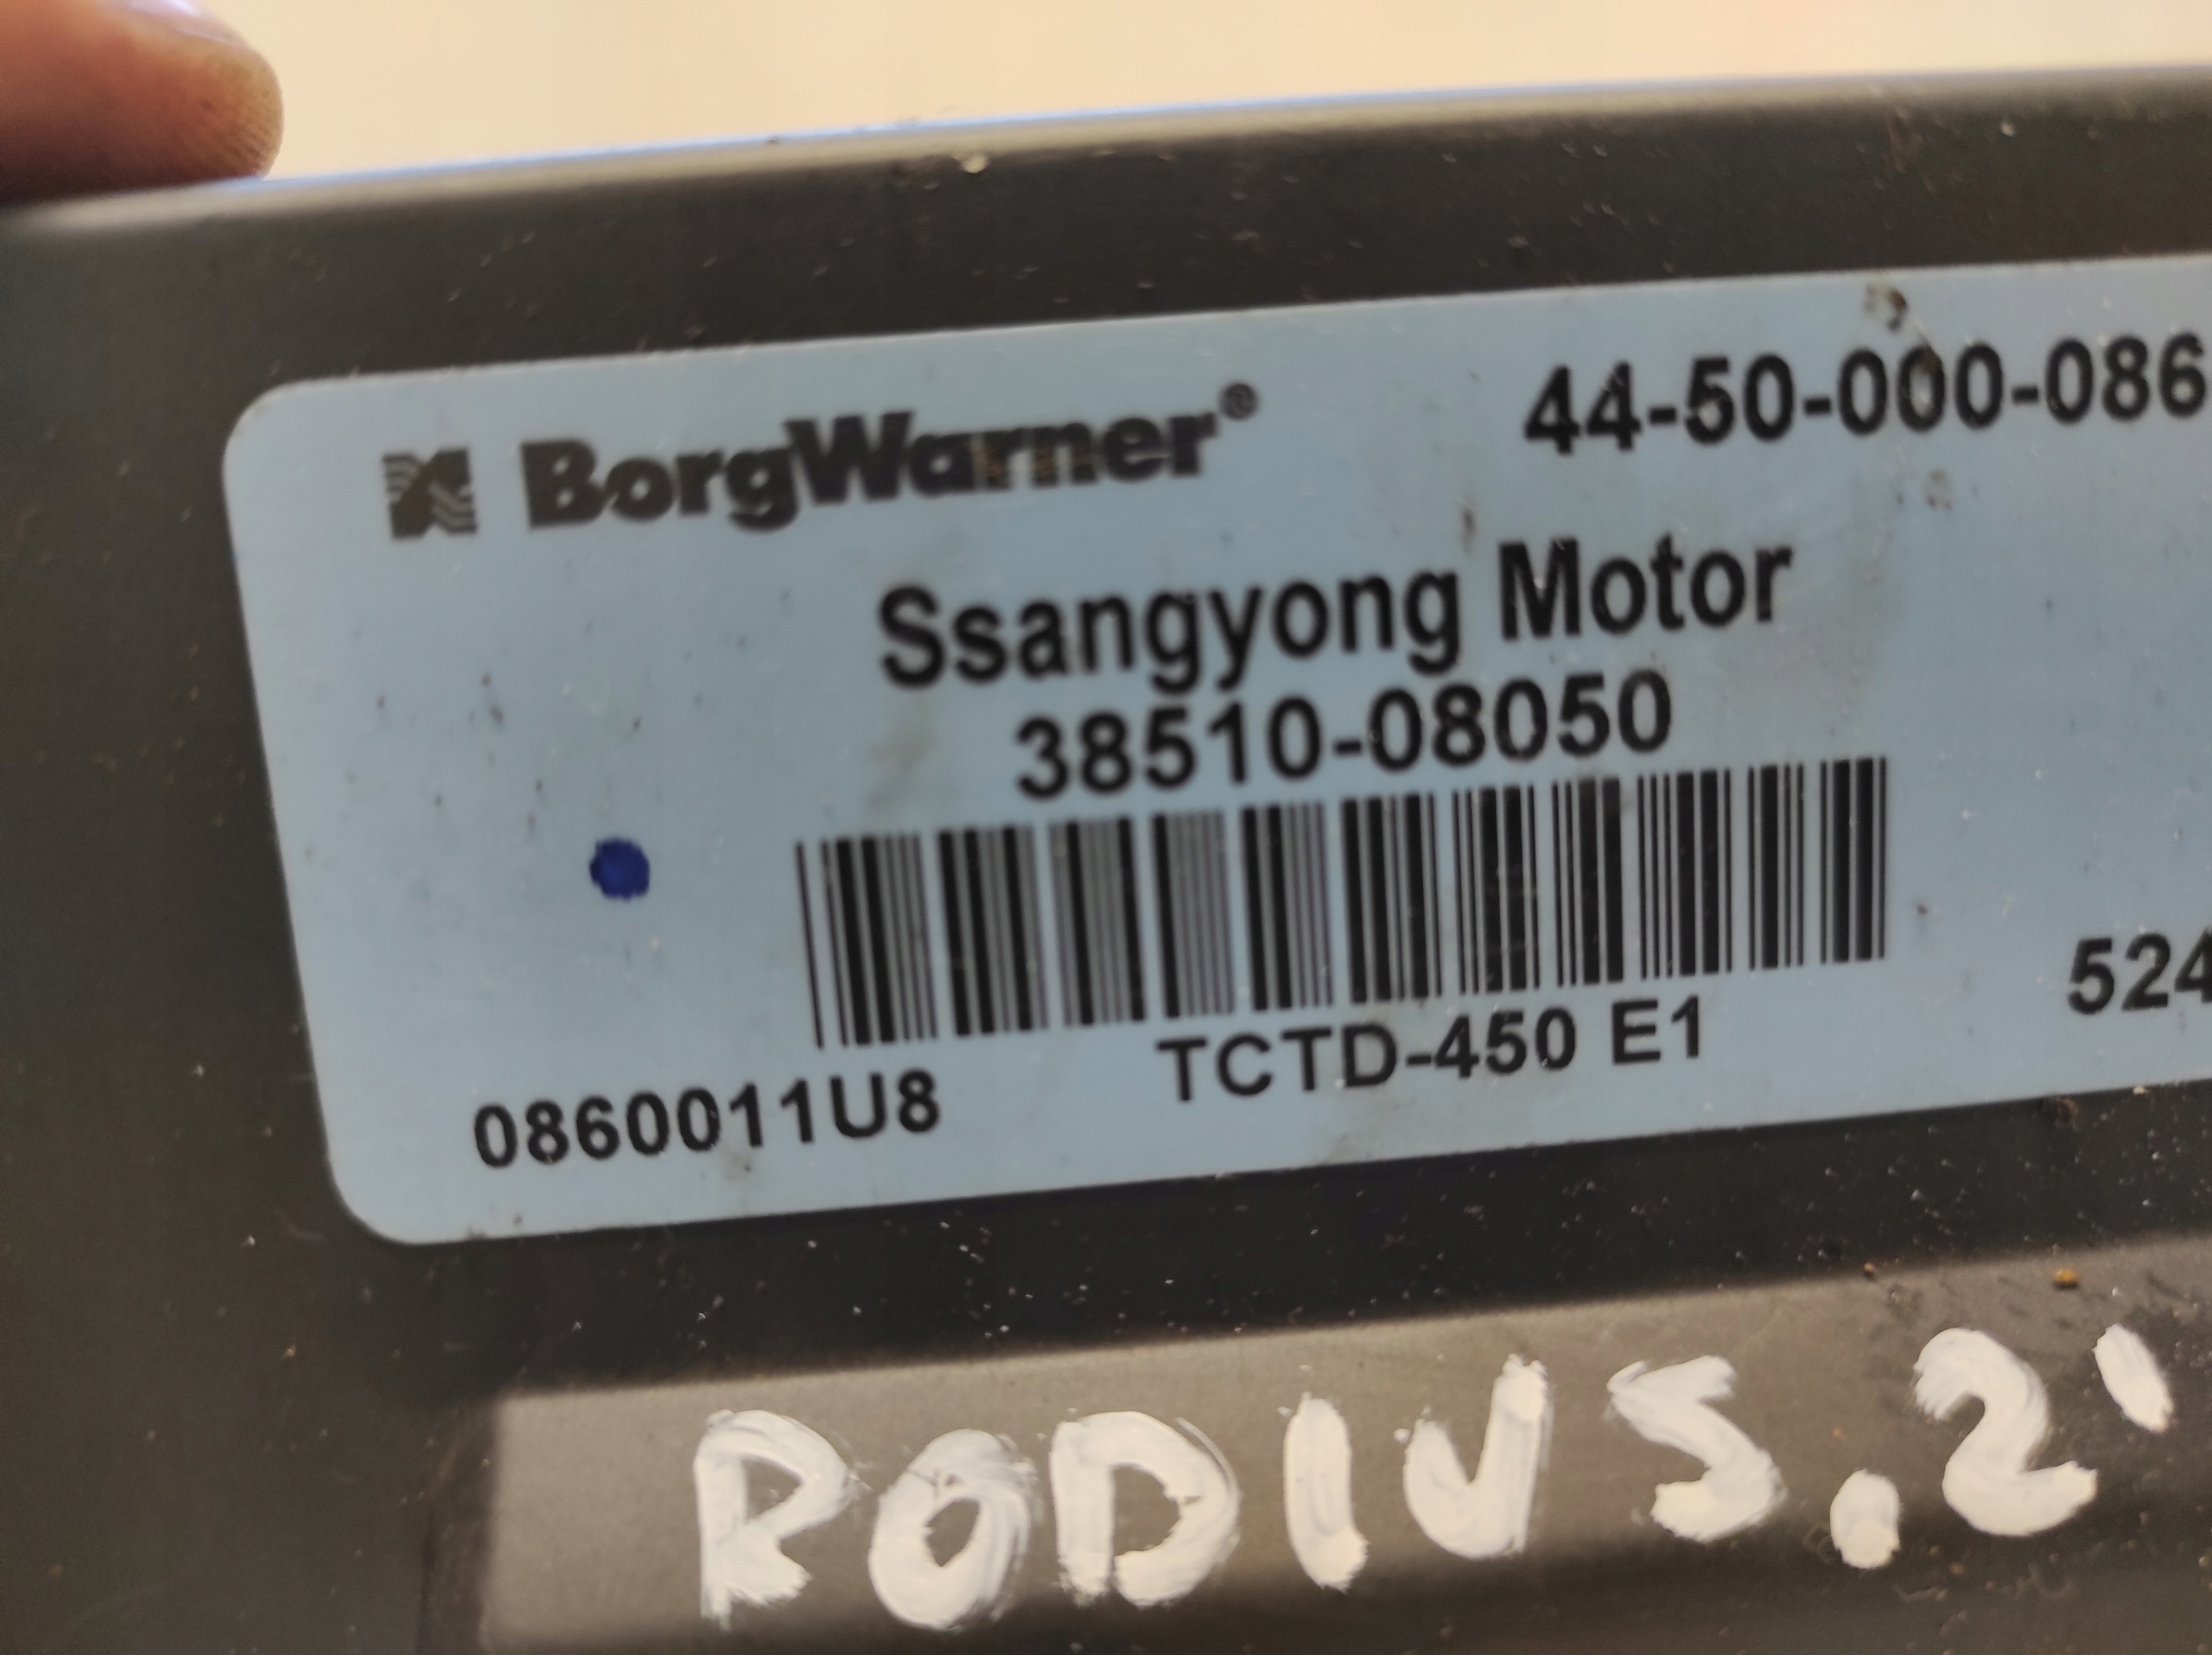 BorgWarner® 44-50-000-086
Ssangyong Motor
38510-08050
524
TCTD-450 E1
0860011U8
RODIUS.2'